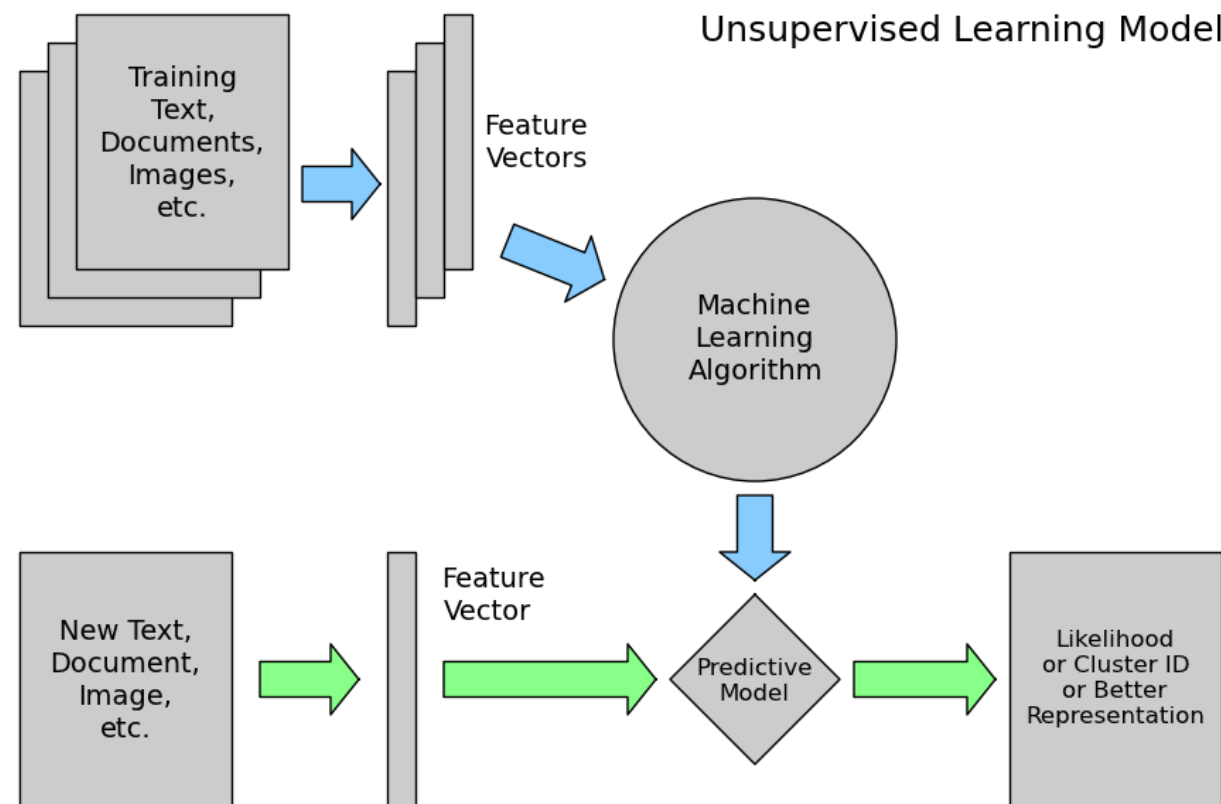 Unsupervised Learning Model
Training
Text,
Documents,
Images,
etc.
Feature
Vectors
Machine
Learning
Algorithm
New Text,
Document,
Image,
etc.
Feature
Vector
Predictive
Model
Likelihood
or Cluster ID
or Better
Representation